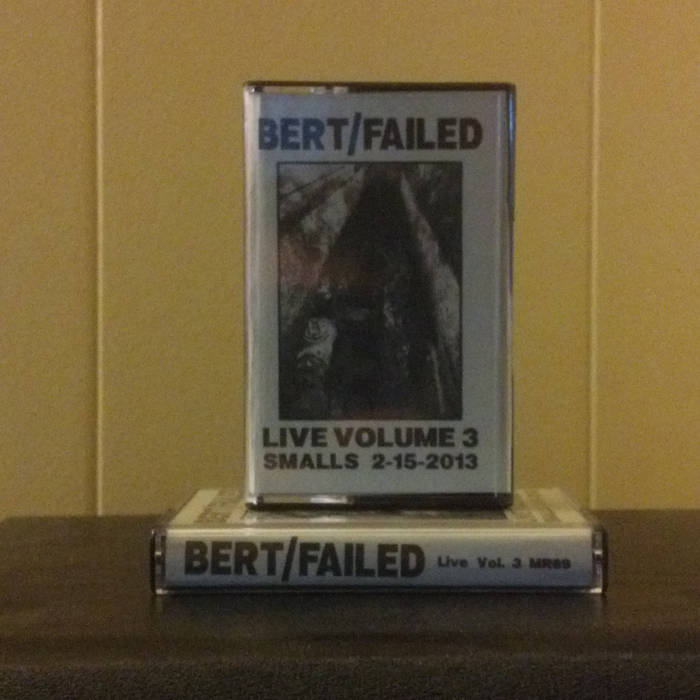 BERT/FAILED
LIVE VOLUME 3
SMALLS 2-15-2013
BERT/FAILED Live Vol. 3 MR89